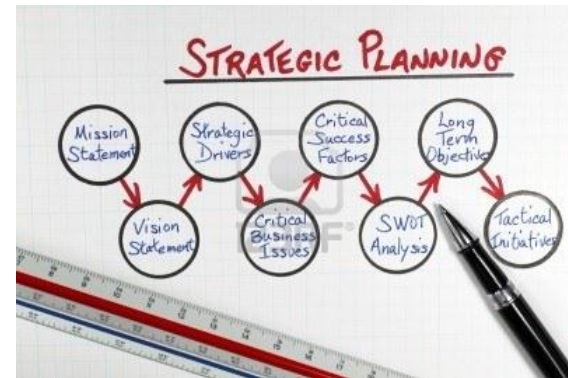 STRATEGIC PLANNING
Mission
Statement
Vision
Statement
Strategic
Drivers
Critical
Business
Issues
Critical
Success
Factors
SWOT
Analysis
Long
Term
Objective
Tactical
Initiatives